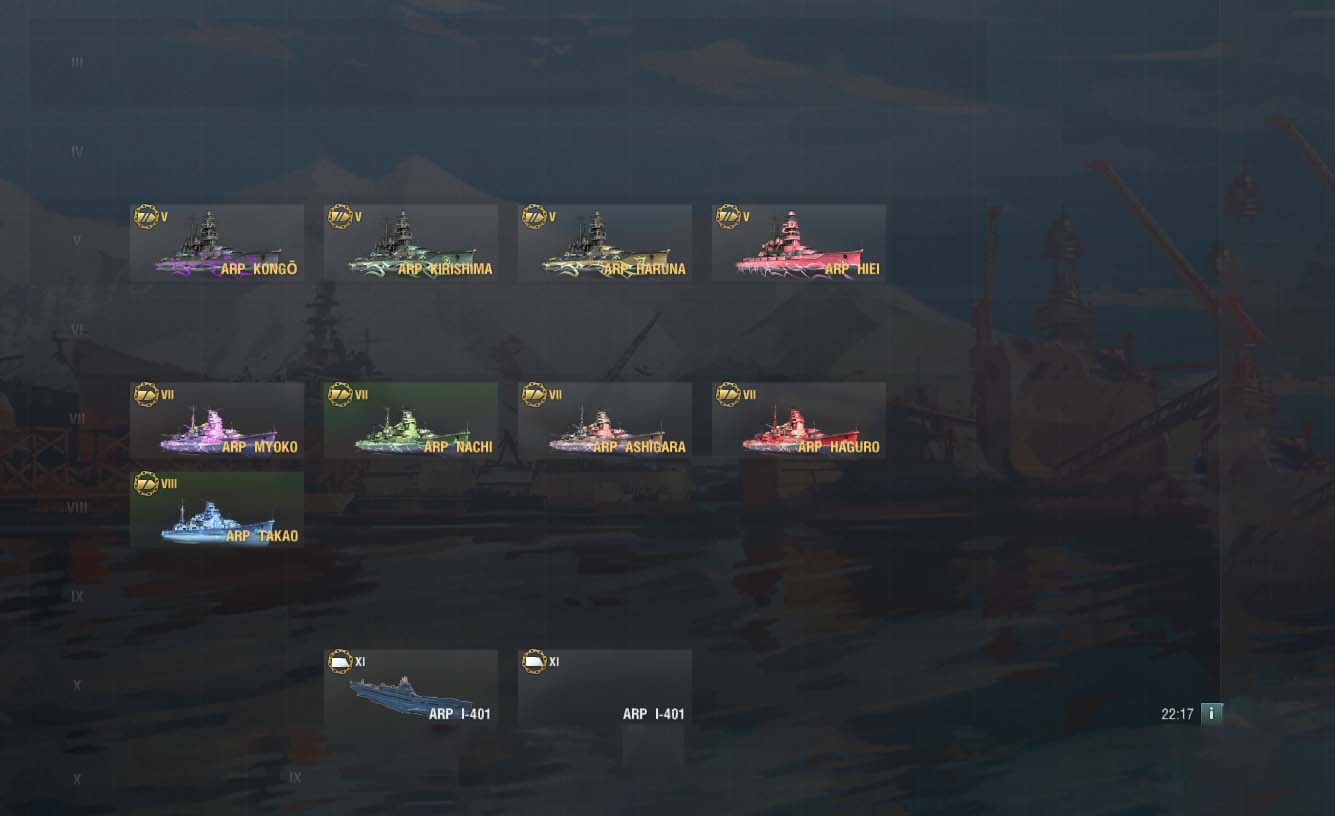 III
IV
V
V ARP KONGŌ
V ARP KIRISHIMA
V ARP HARUNA
V ARP HIEI
VI
VII
VII ARP MYOKO
VII ARP NACHI
VII ARP ASHIGARA
VII ARP HAGURO
VIII
VIII ARP TAKAO
IX
X
XI ARP I-401
XI ARP I-401
22:17 i
X
IX